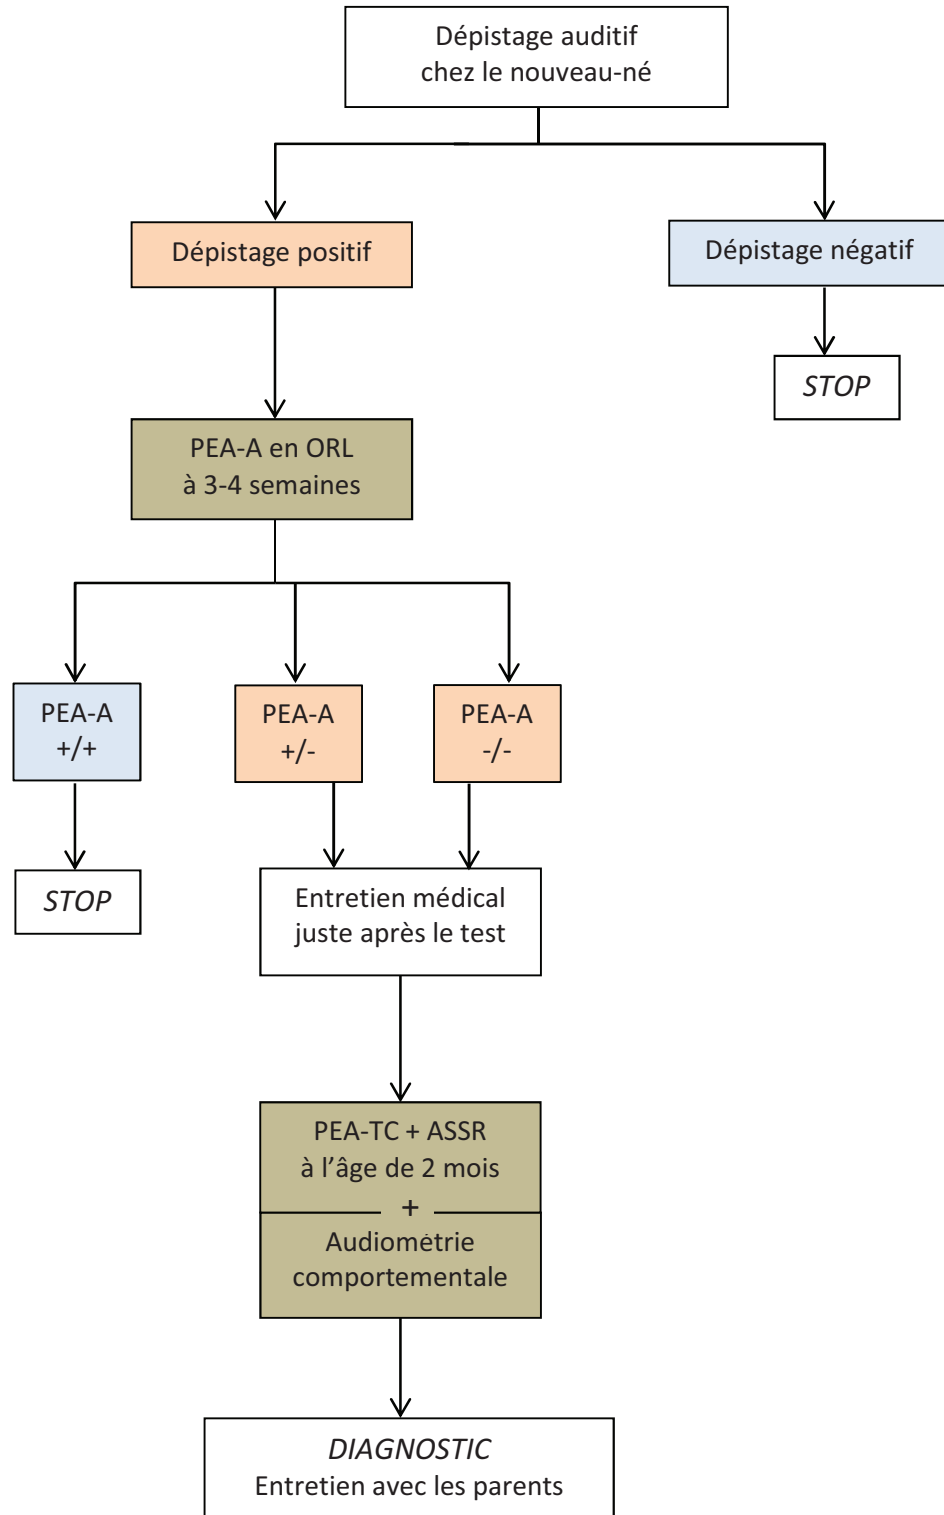 Dépistage auditif
chez le nouveau-né
Dépistage positif
Dépistage négatif
STOP
PEA-A en ORL
à 3-4 semaines
PEA-A
+/+
PEA-A
+/-
PEA-A
-/-
STOP
Entretien médical
juste après le test
PEA-TC + ASSR
à l’âge de 2 mois
+
Audiométrie
comportementale
DIAGNOSTIC
Entretien avec les parents